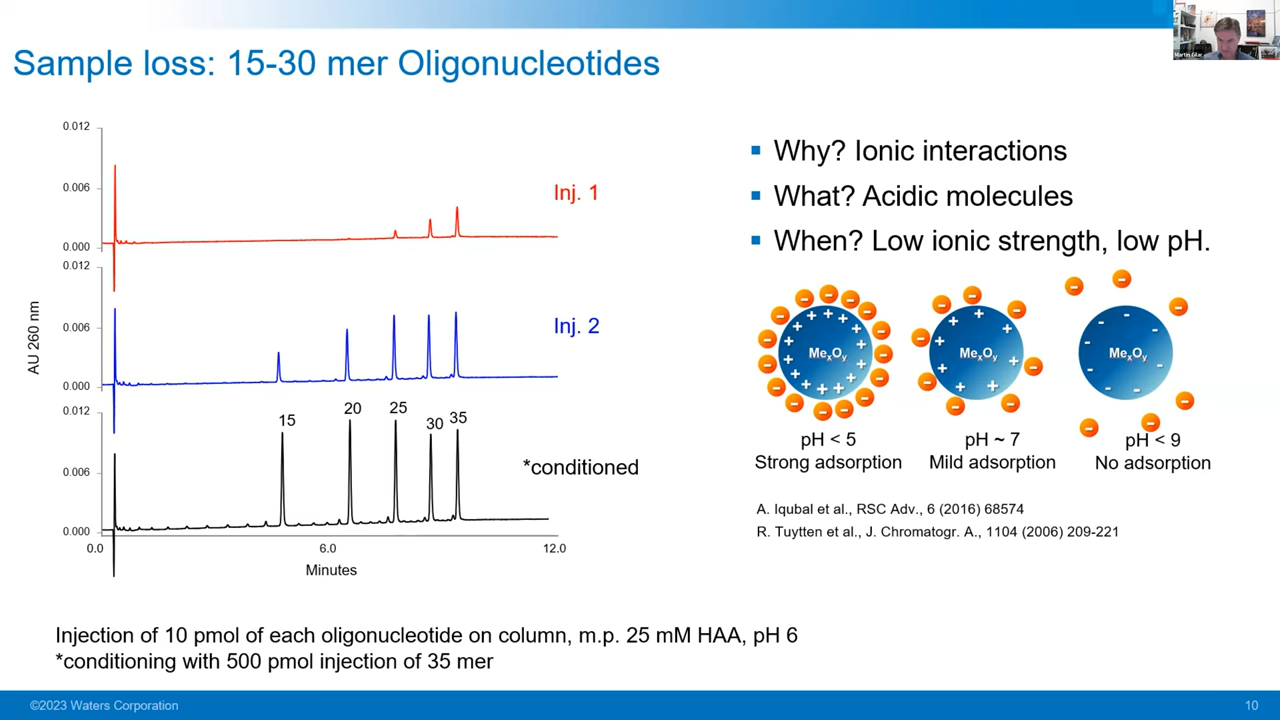 Sample loss: 15-30 mer Oligonucleotides
Martin Gilar
0.012
0.006
0.000
Inj. 1
0.012
0.006
0.000
Inj. 2
0.012
0.006
0.000
15
20
25
30
35
*conditioned
AU 260 nm
0.0
6.0
12.0
Minutes
Why? Ionic interactions
What? Acidic molecules
When? Low ionic strength, low pH.
MexOy
MexOy
MexOy
pH < 5
Strong adsorption
pH ~ 7
Mild adsorption
pH < 9
No adsorption
A. Iqubal et al., RSC Adv., 6 (2016) 68574
R. Tuytten et al., J. Chromatogr. A., 1104 (2006) 209-221
Injection of 10 pmol of each oligonucleotide on column, m.p. 25 mM HAA, pH 6
*conditioning with 500 pmol injection of 35 mer
©2023 Waters Corporation
10